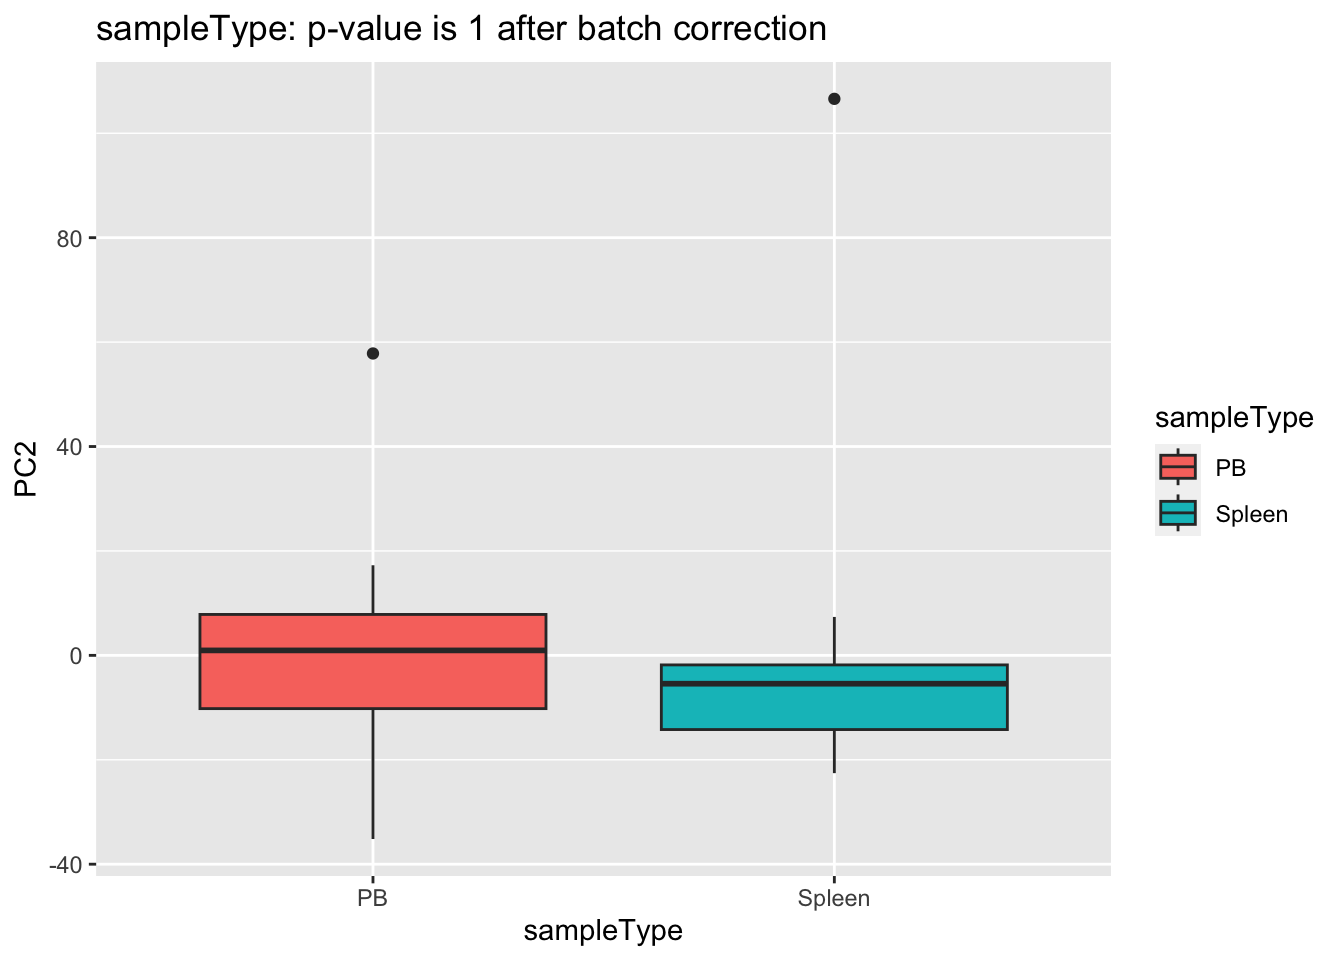 sampleType: p-value is 1 after batch correction
PC2
80
40
0
-40
PB
Spleen
sampleType
sampleType
PB
Spleen